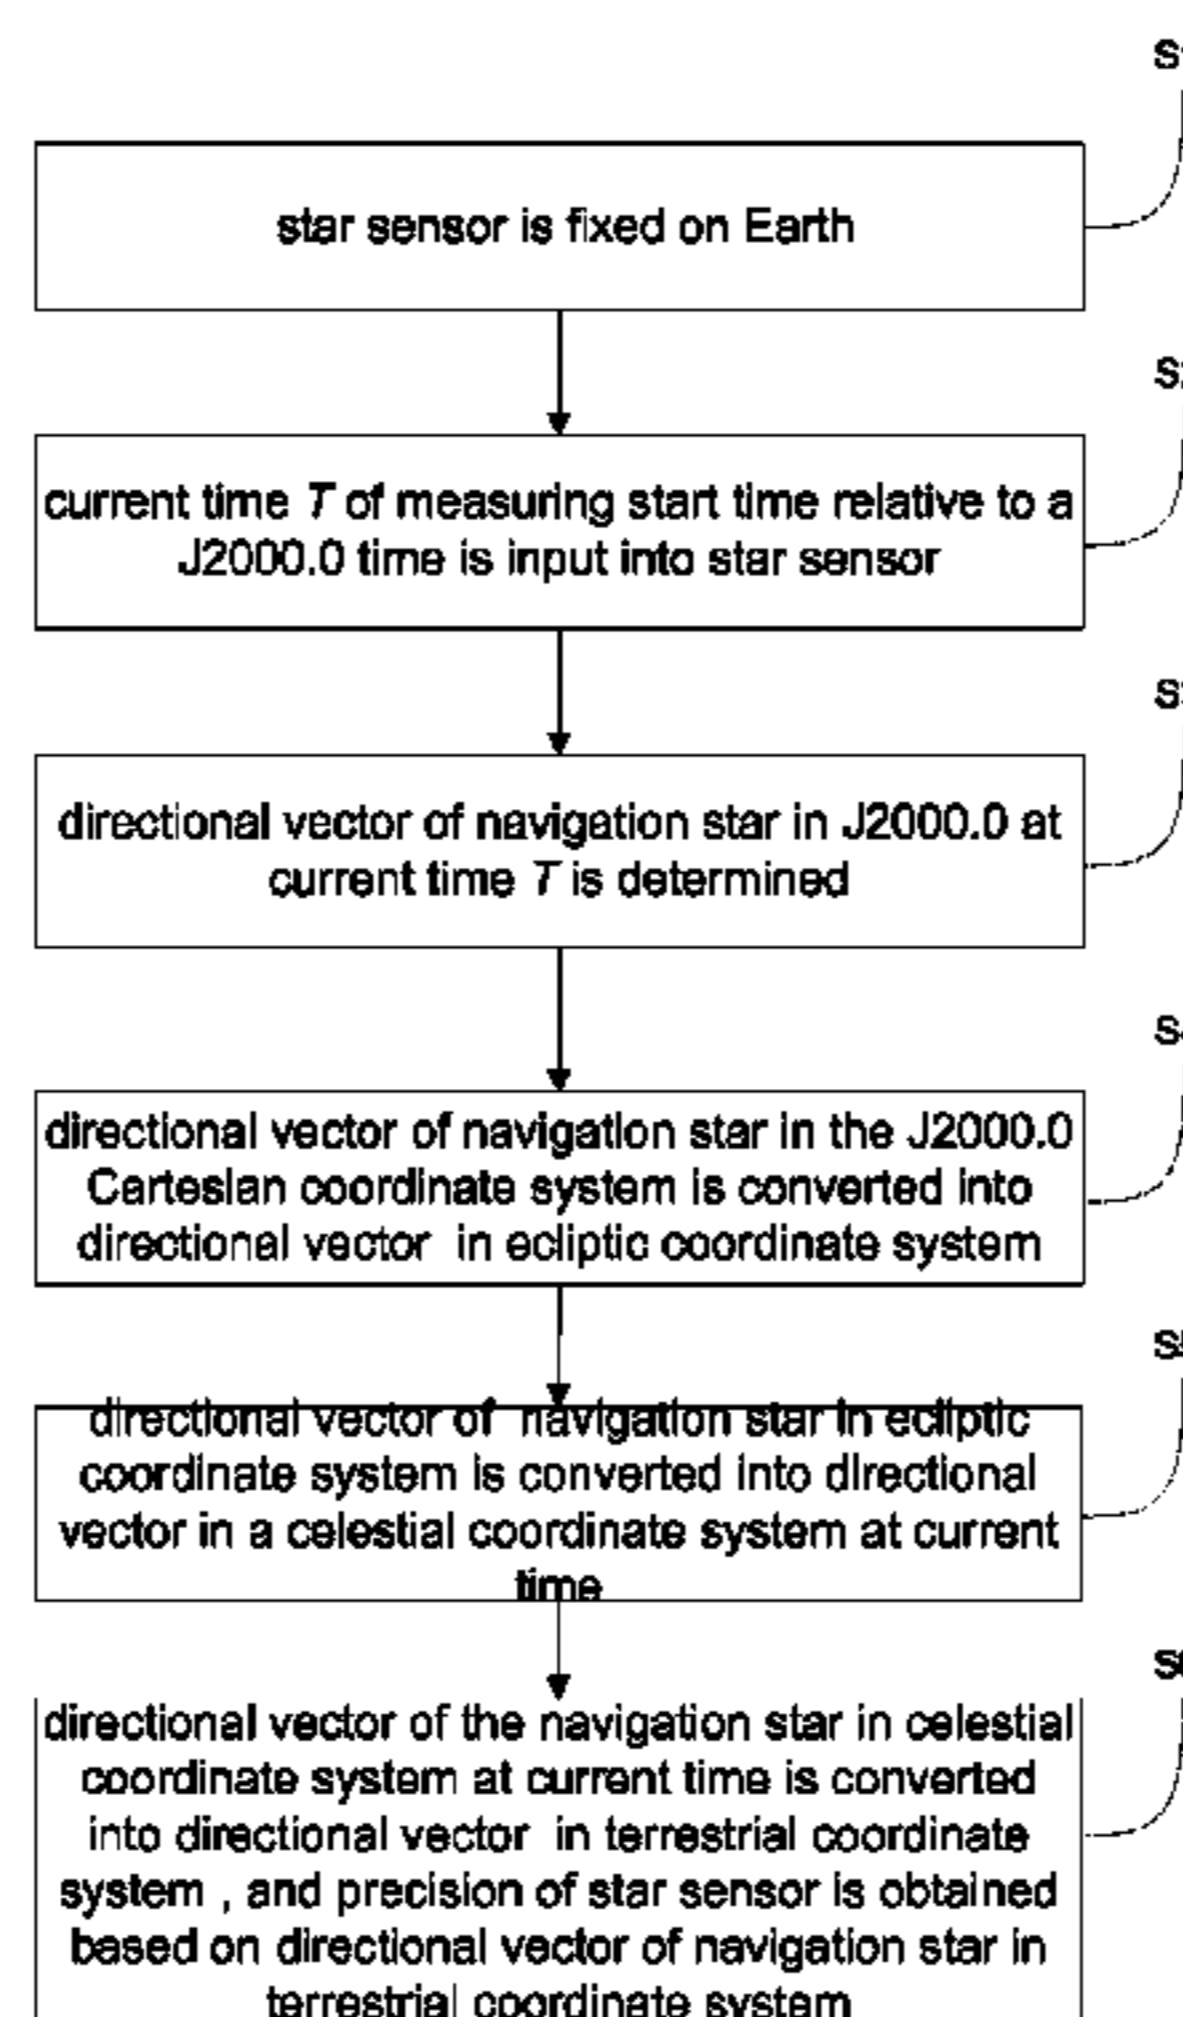 S1
star sensor is fixed on Earth
current time T of measuring start time relative to a
J2000.0 time is input into star sensor
directional vector of navigation star in J2000.0 at
current time T is determined
directional vector of navigation star in the J2000.0
Cartesian coordinate system is converted into
directional vector in ecliptic coordinate system
directional vector of navigation star in ecliptic
coordinate system is converted into directional
vector in a celestial coordinate system at current
time
directional vector of the navigation star in celestial
coordinate system at current time is converted
into directional vector in terrestrial coordinate
system , and precision of star sensor is obtained
based on directional vector of navigation star in
terrestrial coordinate system